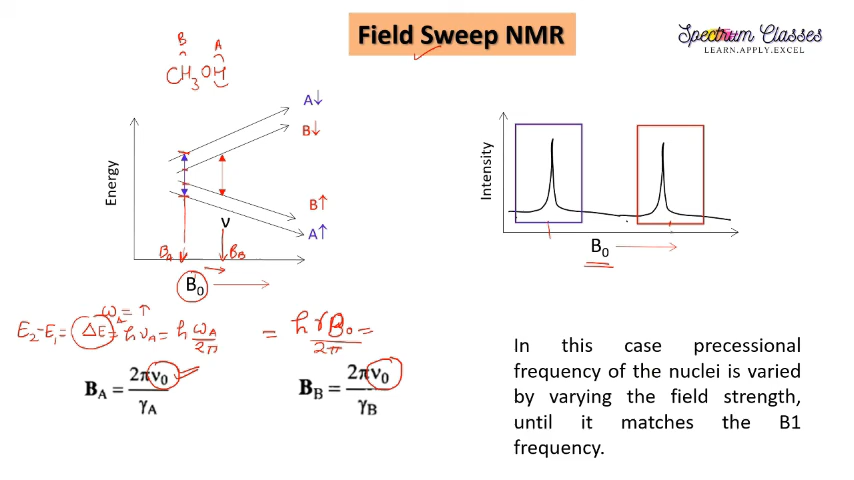 Field Sweep NMR
Spectrum Classes
LEARN.APPLY.EXCEL
B A
CH3OH
A↓
B↓
Energy
B↑
A↑
ν
BA BB
B0
Intensity
B0
ωA = ↑
E2-E1 = ΔE = hνA = h ωA/2π = hγB0/2π =
BA = 2πν0/γA
BB = 2πν0/γB
In this case precessional
frequency of the nuclei is varied
by varying the field strength,
until it matches the B1
frequency.